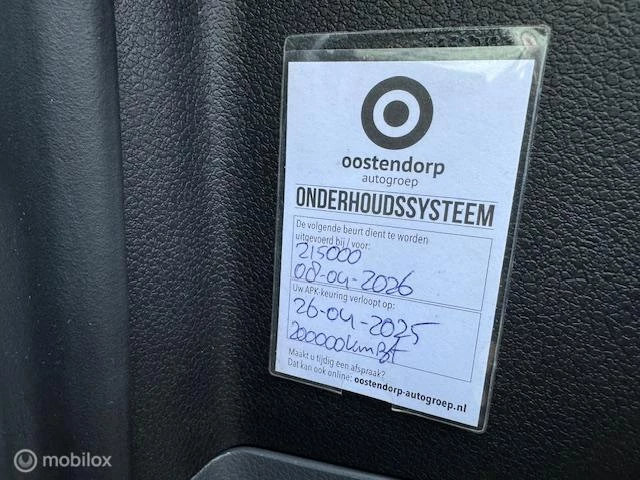 oostendorp
autogroep
ONDERHOUDSSYSTEEM
De volgende beurt dient te worden
uitgevoerd bij / voor:
215000
08-04-2026
Uw APK-keuring verloopt op:
26-04-2025
200000km
Maakt u tijdig een afspraak?
Dat kan ook online: oostendorp-autogroep.nl
mobilox